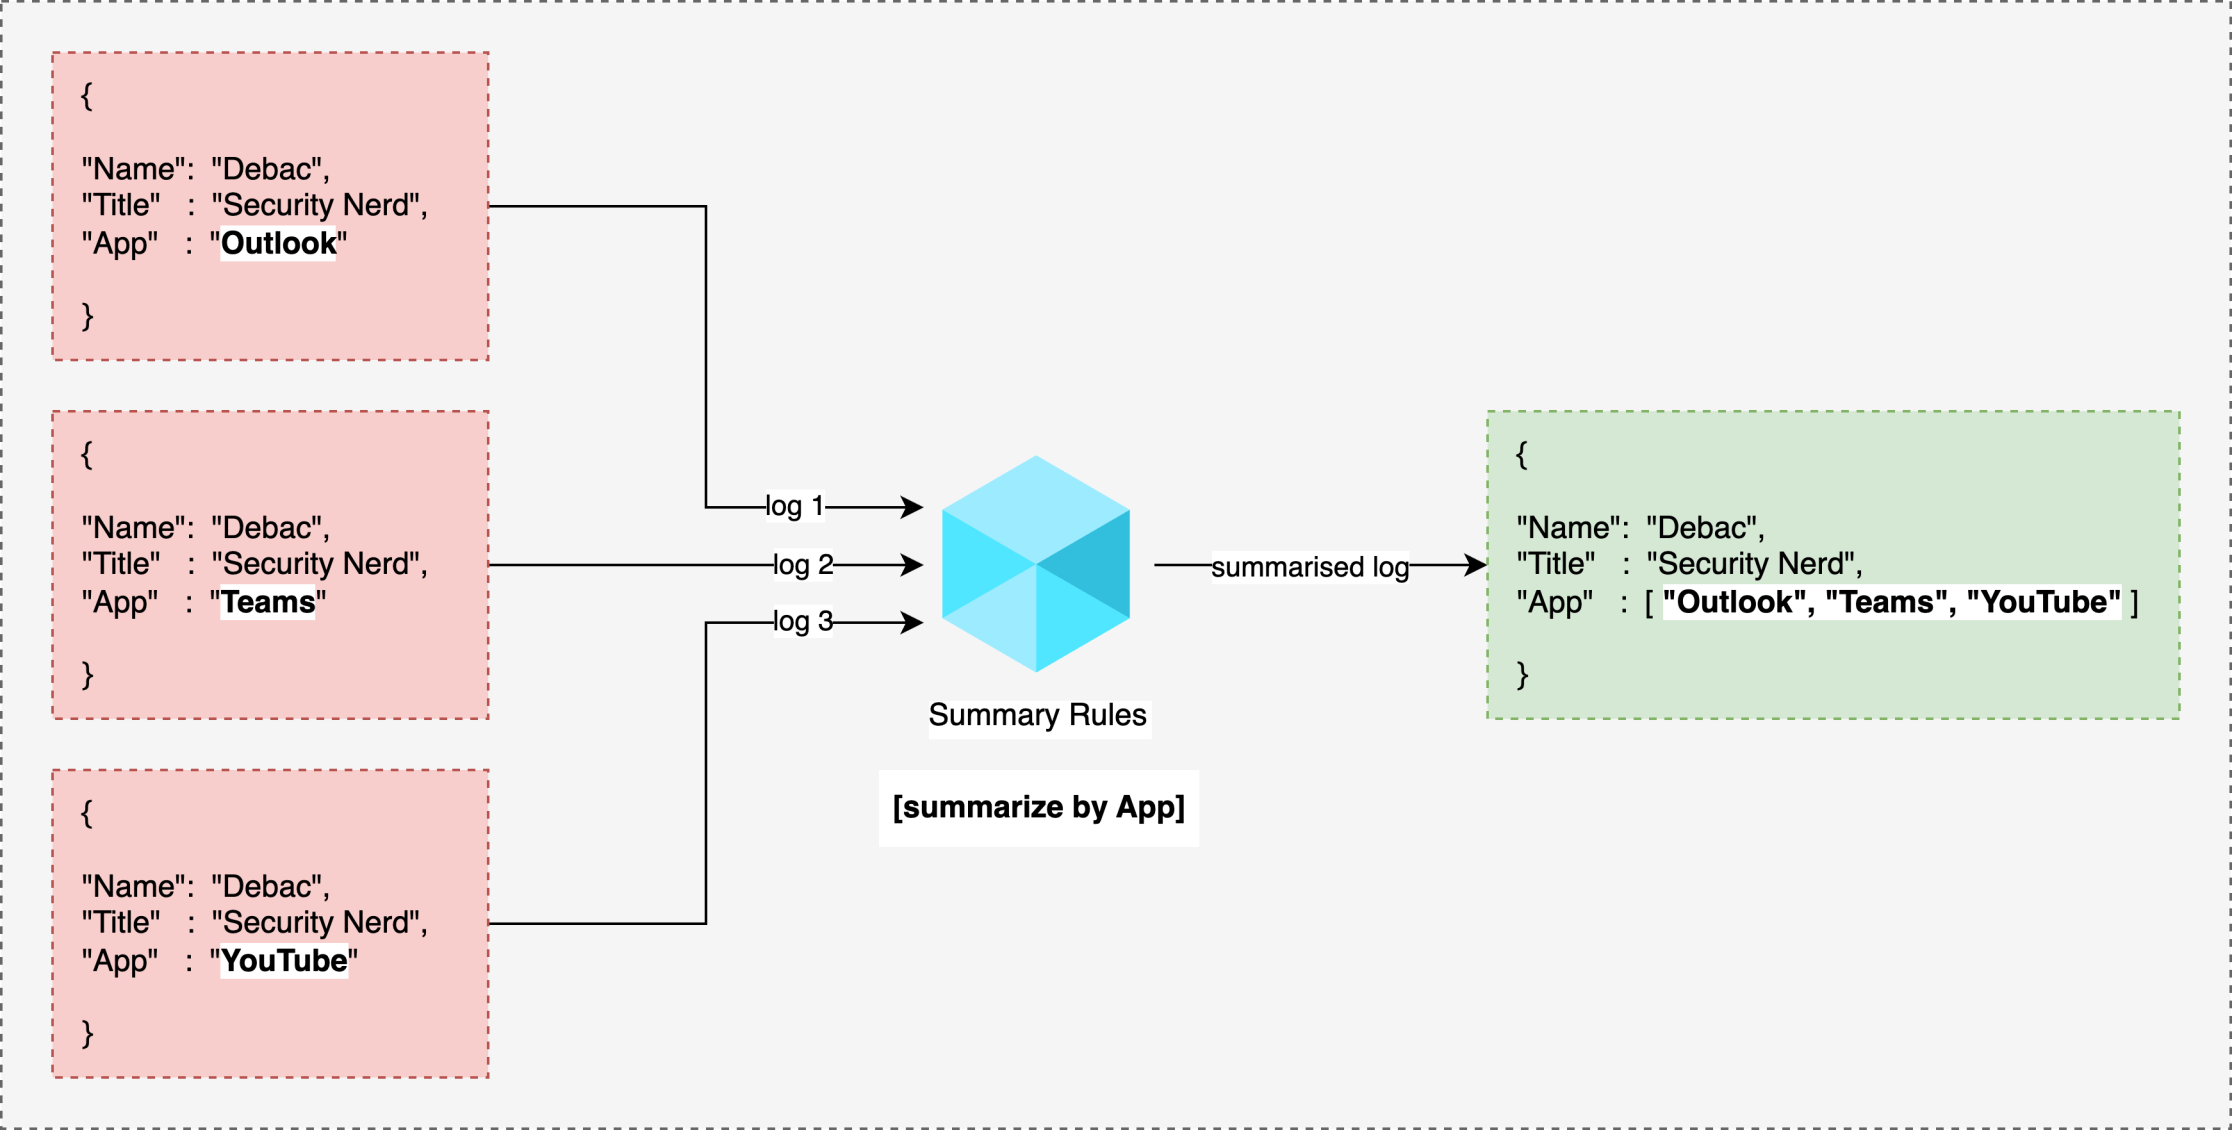 {
"Name": "Debac",
"Title" : "Security Nerd",
"App" : "Outlook"
}
{
"Name": "Debac",
"Title" : "Security Nerd",
"App" : "Teams"
}
{
"Name": "Debac",
"Title" : "Security Nerd",
"App" : "YouTube"
}
log 1
log 2
log 3
Summary Rules
[summarize by App]
summarised log
{
"Name": "Debac",
"Title" : "Security Nerd",
"App" : [ "Outlook", "Teams", "YouTube" ]
}